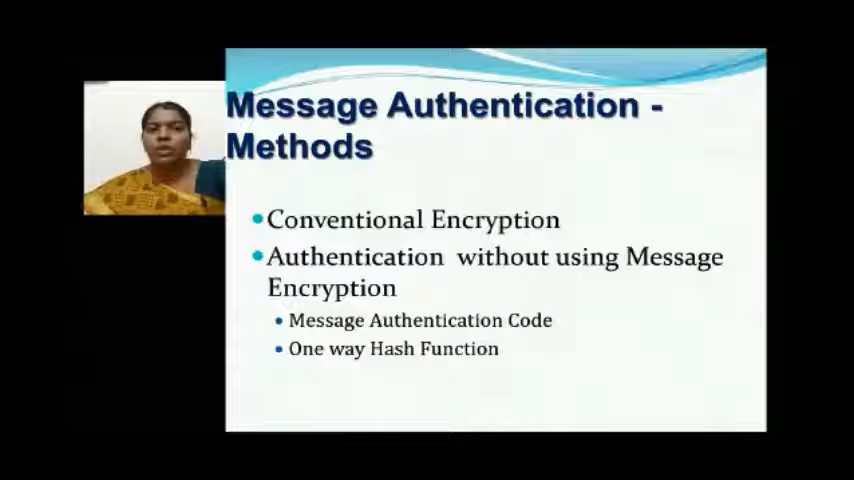 Message Authentication -
Methods
Conventional Encryption
Authentication without using Message
Encryption
Message Authentication Code
One way Hash Function